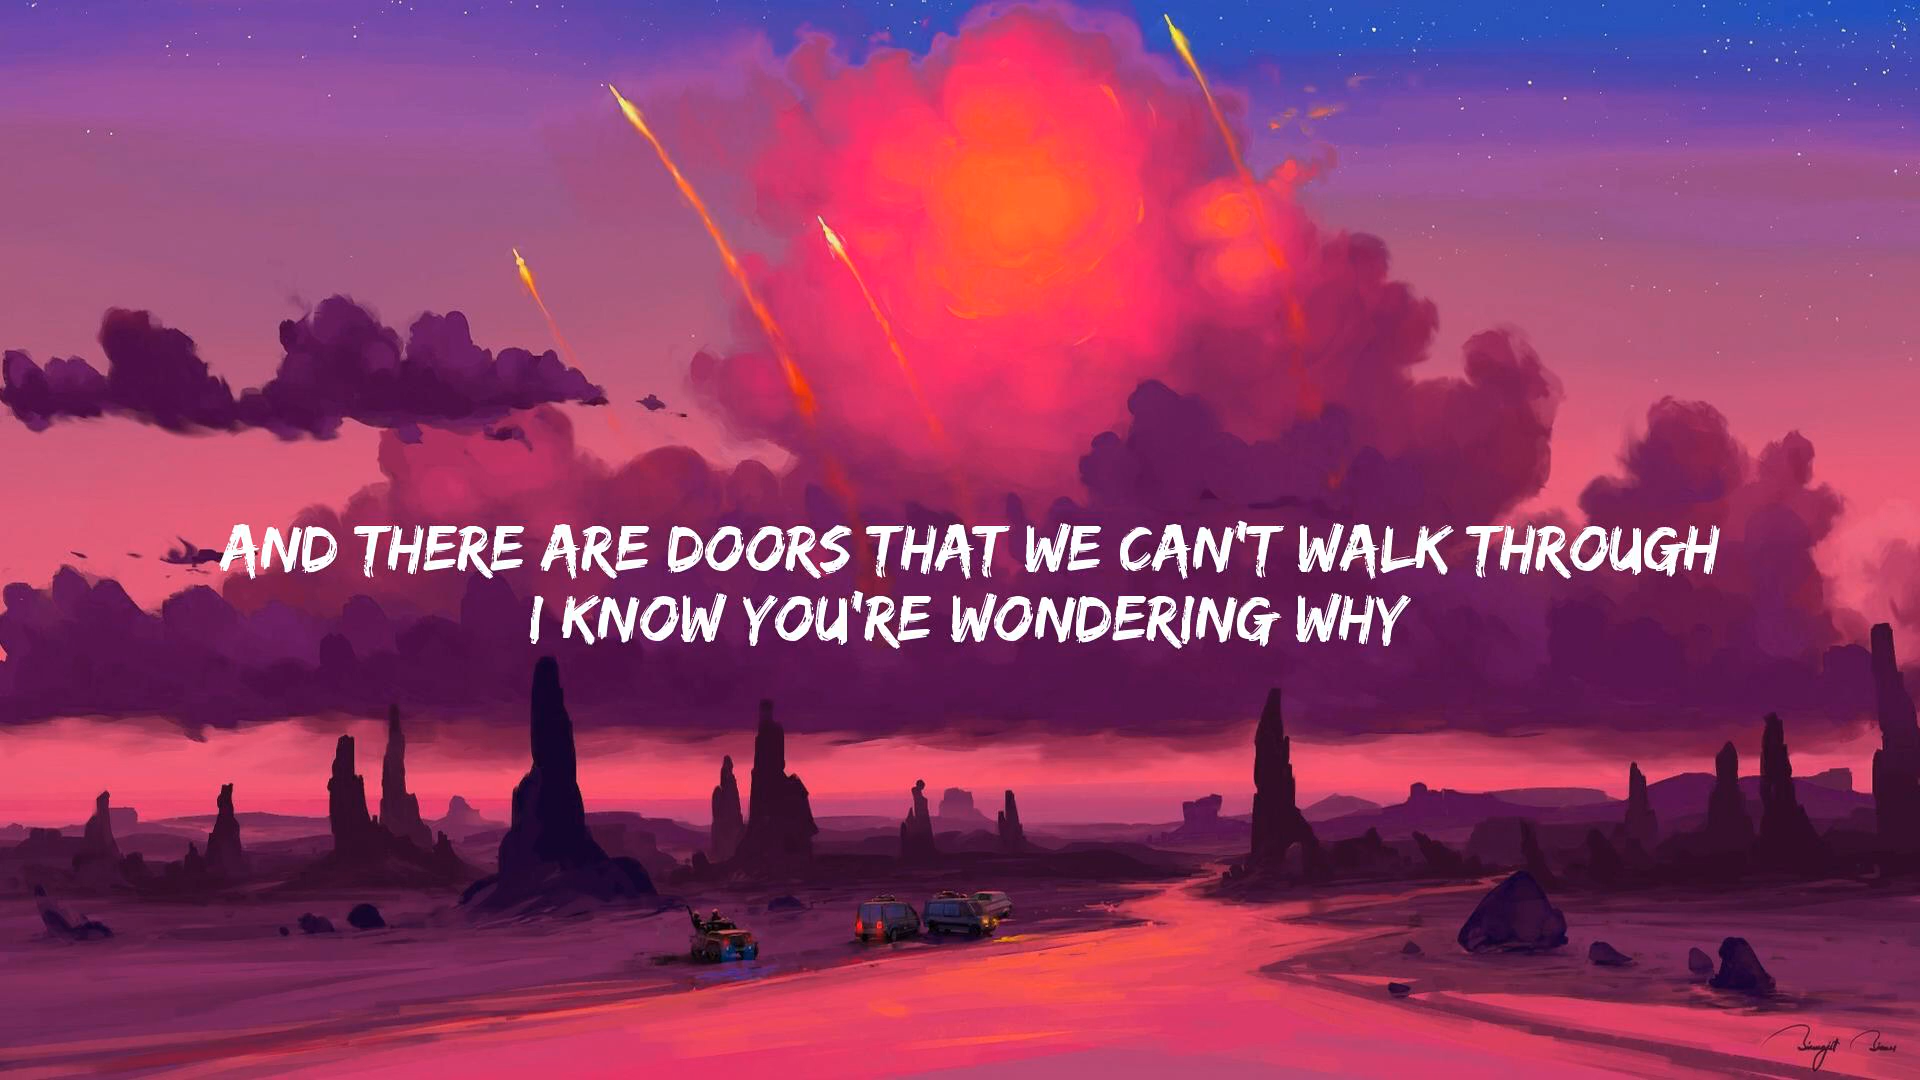 AND THERE ARE DOORS THAT WE CAN'T WALK THROUGH
I KNOW YOU'RE WONDERING WHY